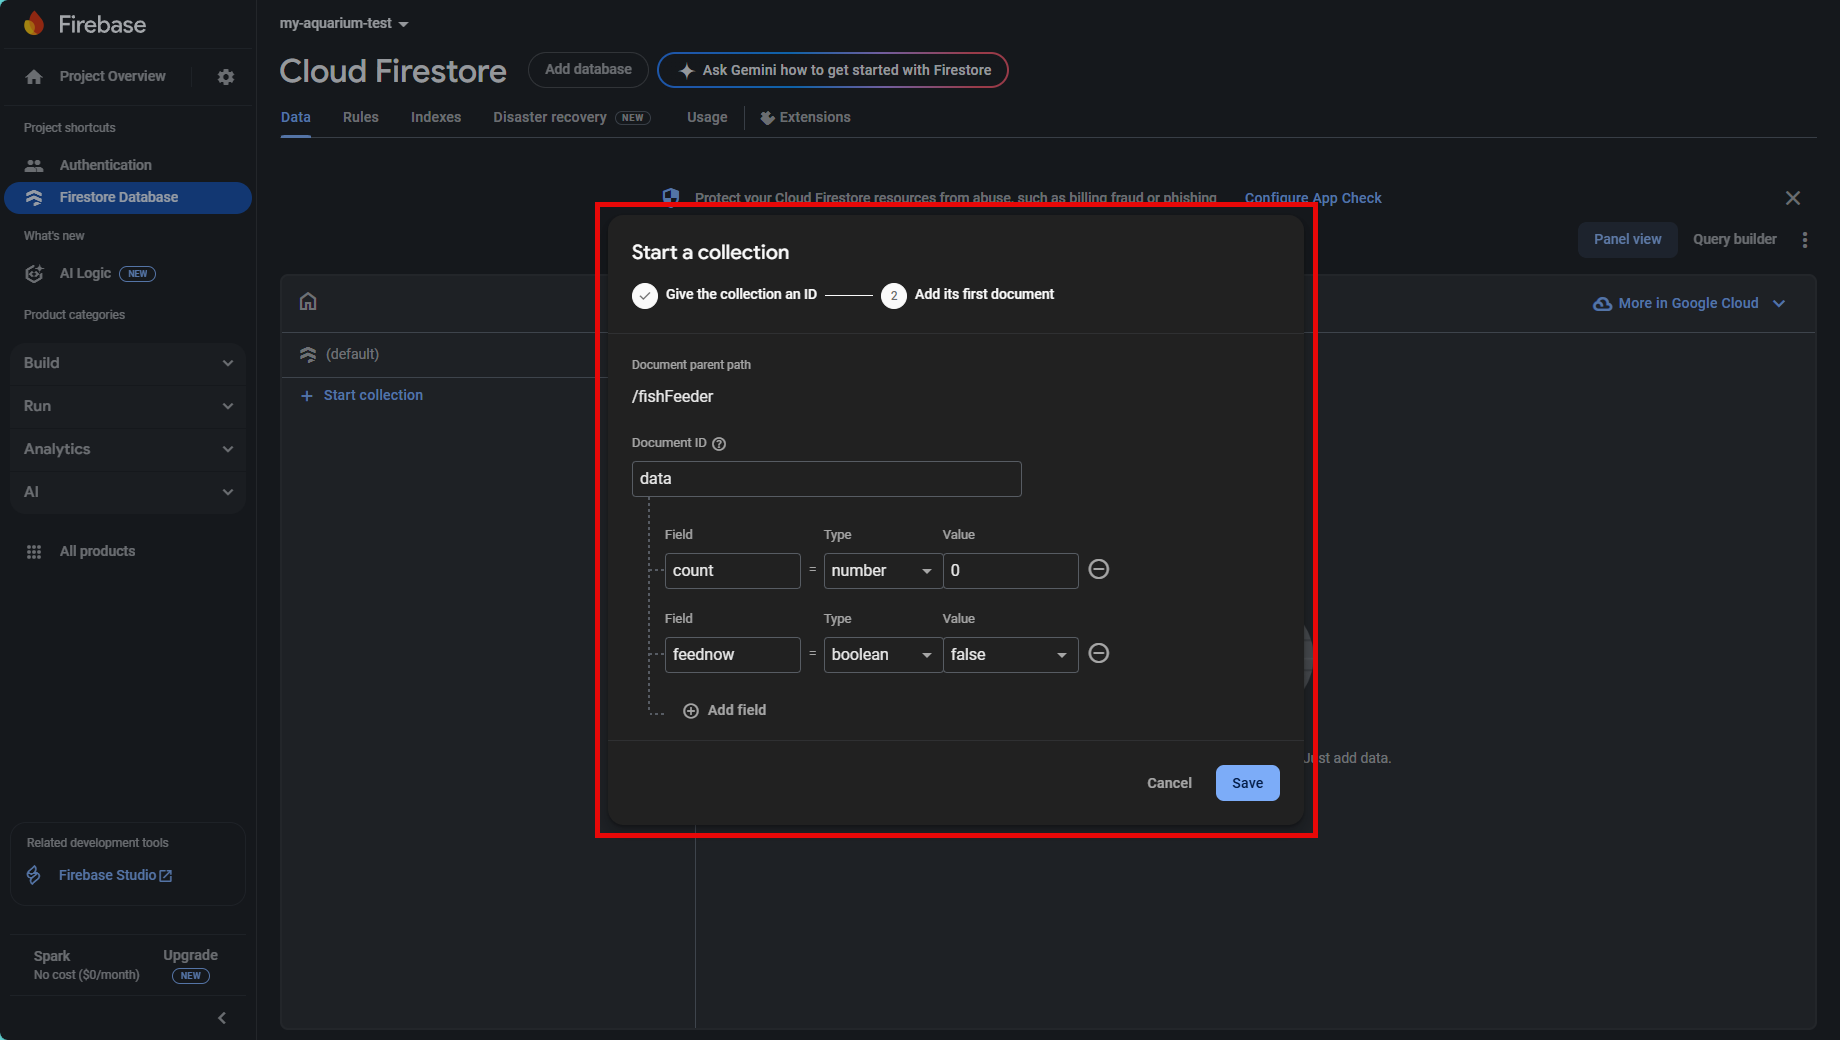 Firebase
Project Overview
Project shortcuts
Authentication
Firestore Database
What's new
AI Logic NEW
Product categories
Build
Run
Analytics
AI
All products
Related development tools
Firebase Studio
Spark
No cost ($0/month)
Upgrade
NEW
my-aquarium-test
Cloud Firestore
Add database
Ask Gemini how to get started with Firestore
Data Rules Indexes Disaster recovery NEW Usage Extensions
Protect your Cloud Firestore resources from abuse, such as billing fraud or phishing Configure App Check
Panel view Query builder
More in Google Cloud
(default)
Start collection
Start a collection
Give the collection an ID 2 Add its first document
Document parent path
/fishFeeder
Document ID ?
data
Field Type Value
count = number 0
Field Type Value
feednow = boolean false
Add field
Cancel Save
Just add data.